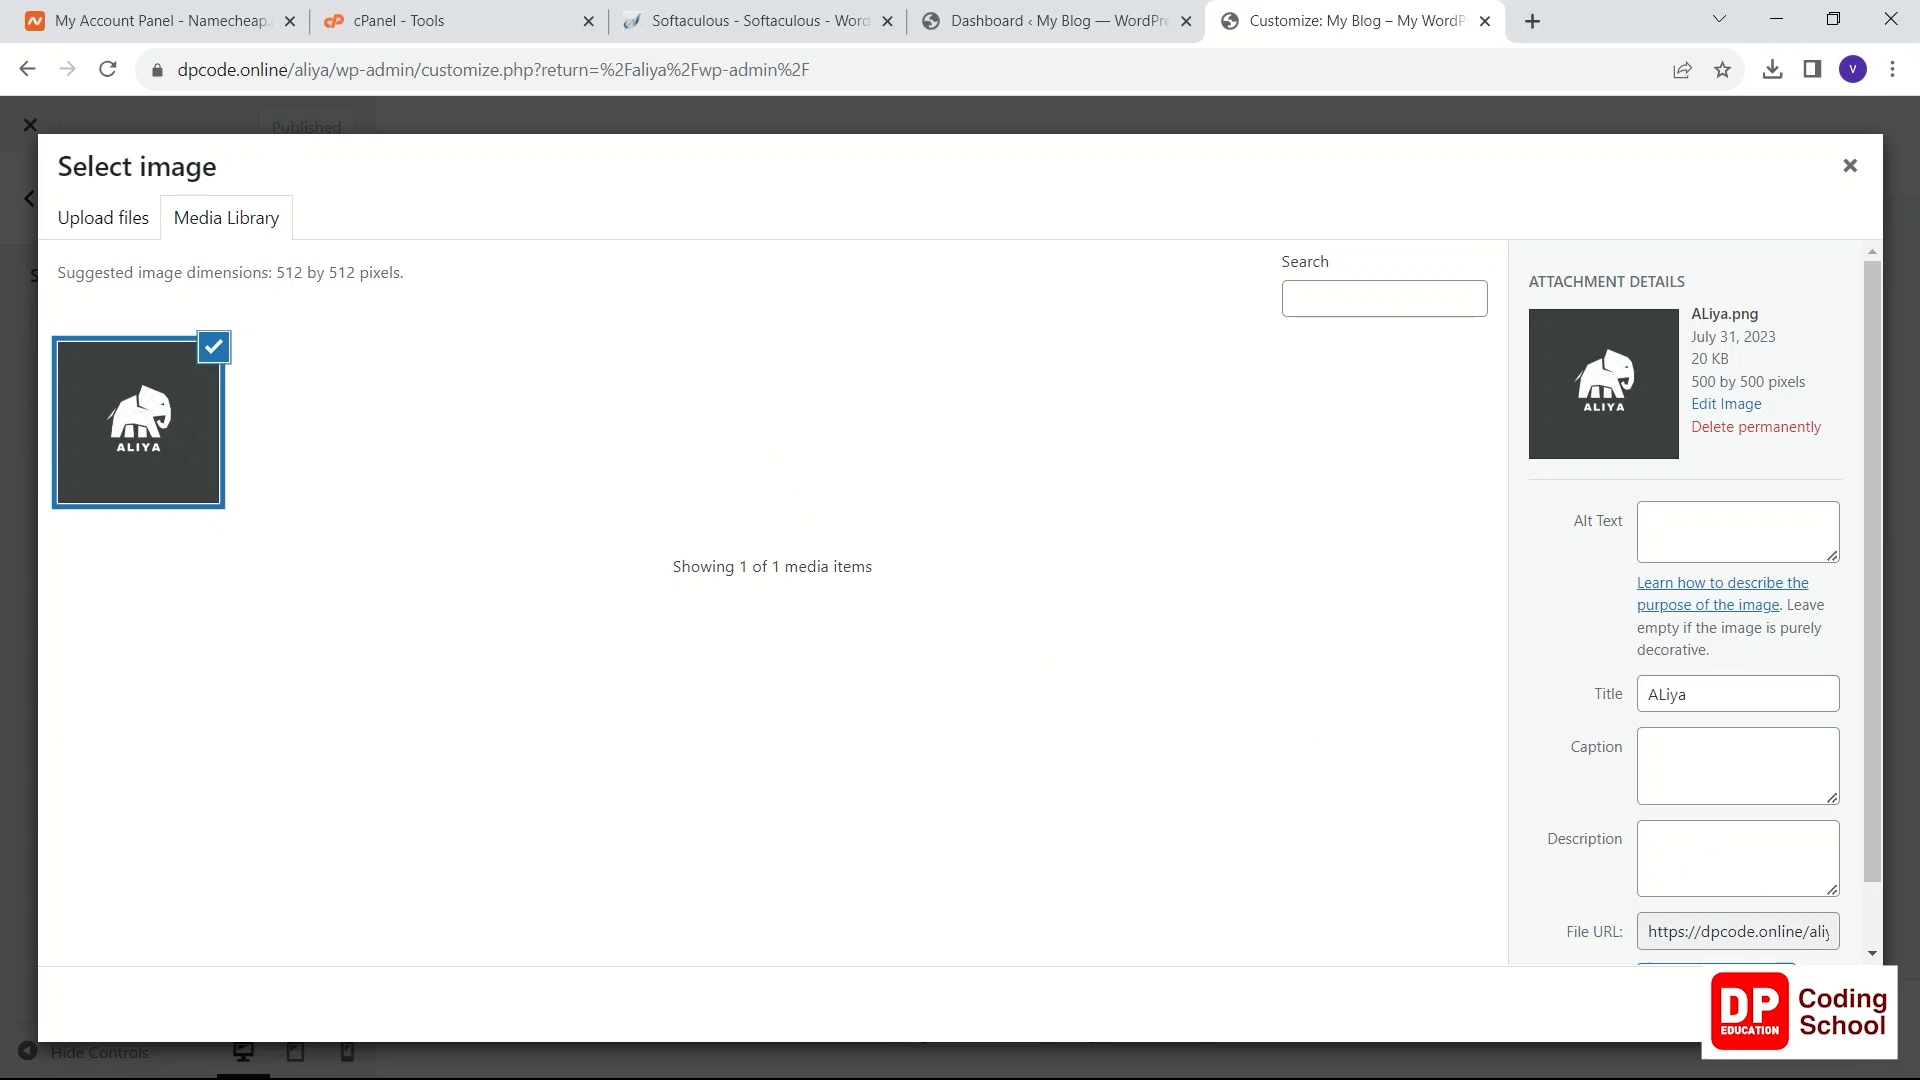 My Account Panel - Namecheap.
cPanel - Tools
Softaculous - Softaculous - Word
Dashboard ‹ My Blog — WordPre
Customize: My Blog – My WordP
dpcode.online/aliya/wp-admin/customize.php?return=%2Faliya%2Fwp-admin%2F
V
Published
Select image
Upload files
Media Library
Suggested image dimensions: 512 by 512 pixels.
Search
ALIYA
Showing 1 of 1 media items
ATTACHMENT DETAILS
ALIYA
ALiya.png
July 31, 2023
20 KB
500 by 500 pixels
Edit Image
Delete permanently
Alt Text
Learn how to describe the
purpose of the image. Leave
empty if the image is purely
decorative.
Title
ALiya
Caption
Description
File URL:
https://dpcode.online/aliy
Hide Controls
DP
EDUCATION
Coding
School